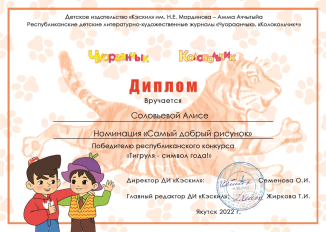 Детское издательство «Кэскил» им. Н.Е. Мординова – Амма Аччыгыйа
Республиканские детские литературно-художественные журналы «Чуораанчык», «Колокольчик»
Чуораанчык Колокольчик
Диплом
Вручается
Соловьевой Алисе
Номинация «Самый добрый рисунок»
Победителю республиканского конкурса
«Тигруля - символ года!»
Директор ДИ «Кэскил» Семенова О.И.
Главный редактор ДИ «Кэскил» Жиркова Т.И.
Якутск 2022 г.